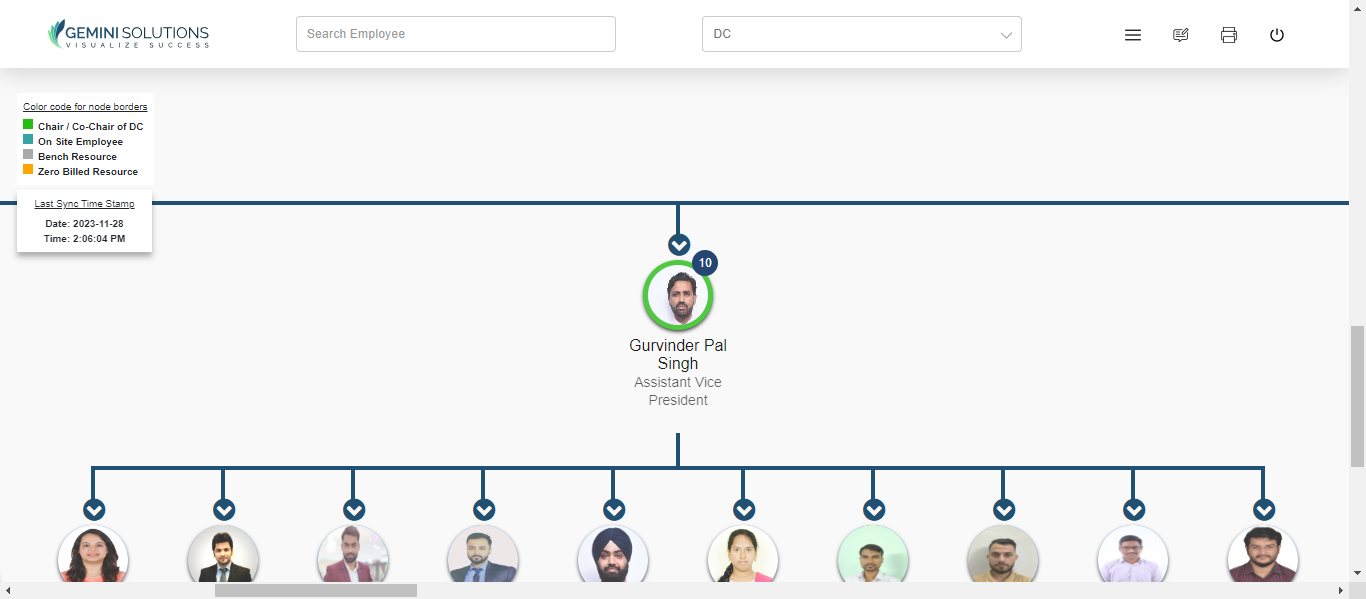 GEMINI SOLUTIONS
VISUALIZE SUCCESS
Search Employee
DC
Color code for node borders
Chair / Co-Chair of DC
On Site Employee
Bench Resource
Zero Billed Resource
Last Sync Time Stamp
Date: 2023-11-28
Time: 2:06:04 PM
10
Gurvinder Pal
Singh
Assistant Vice
President